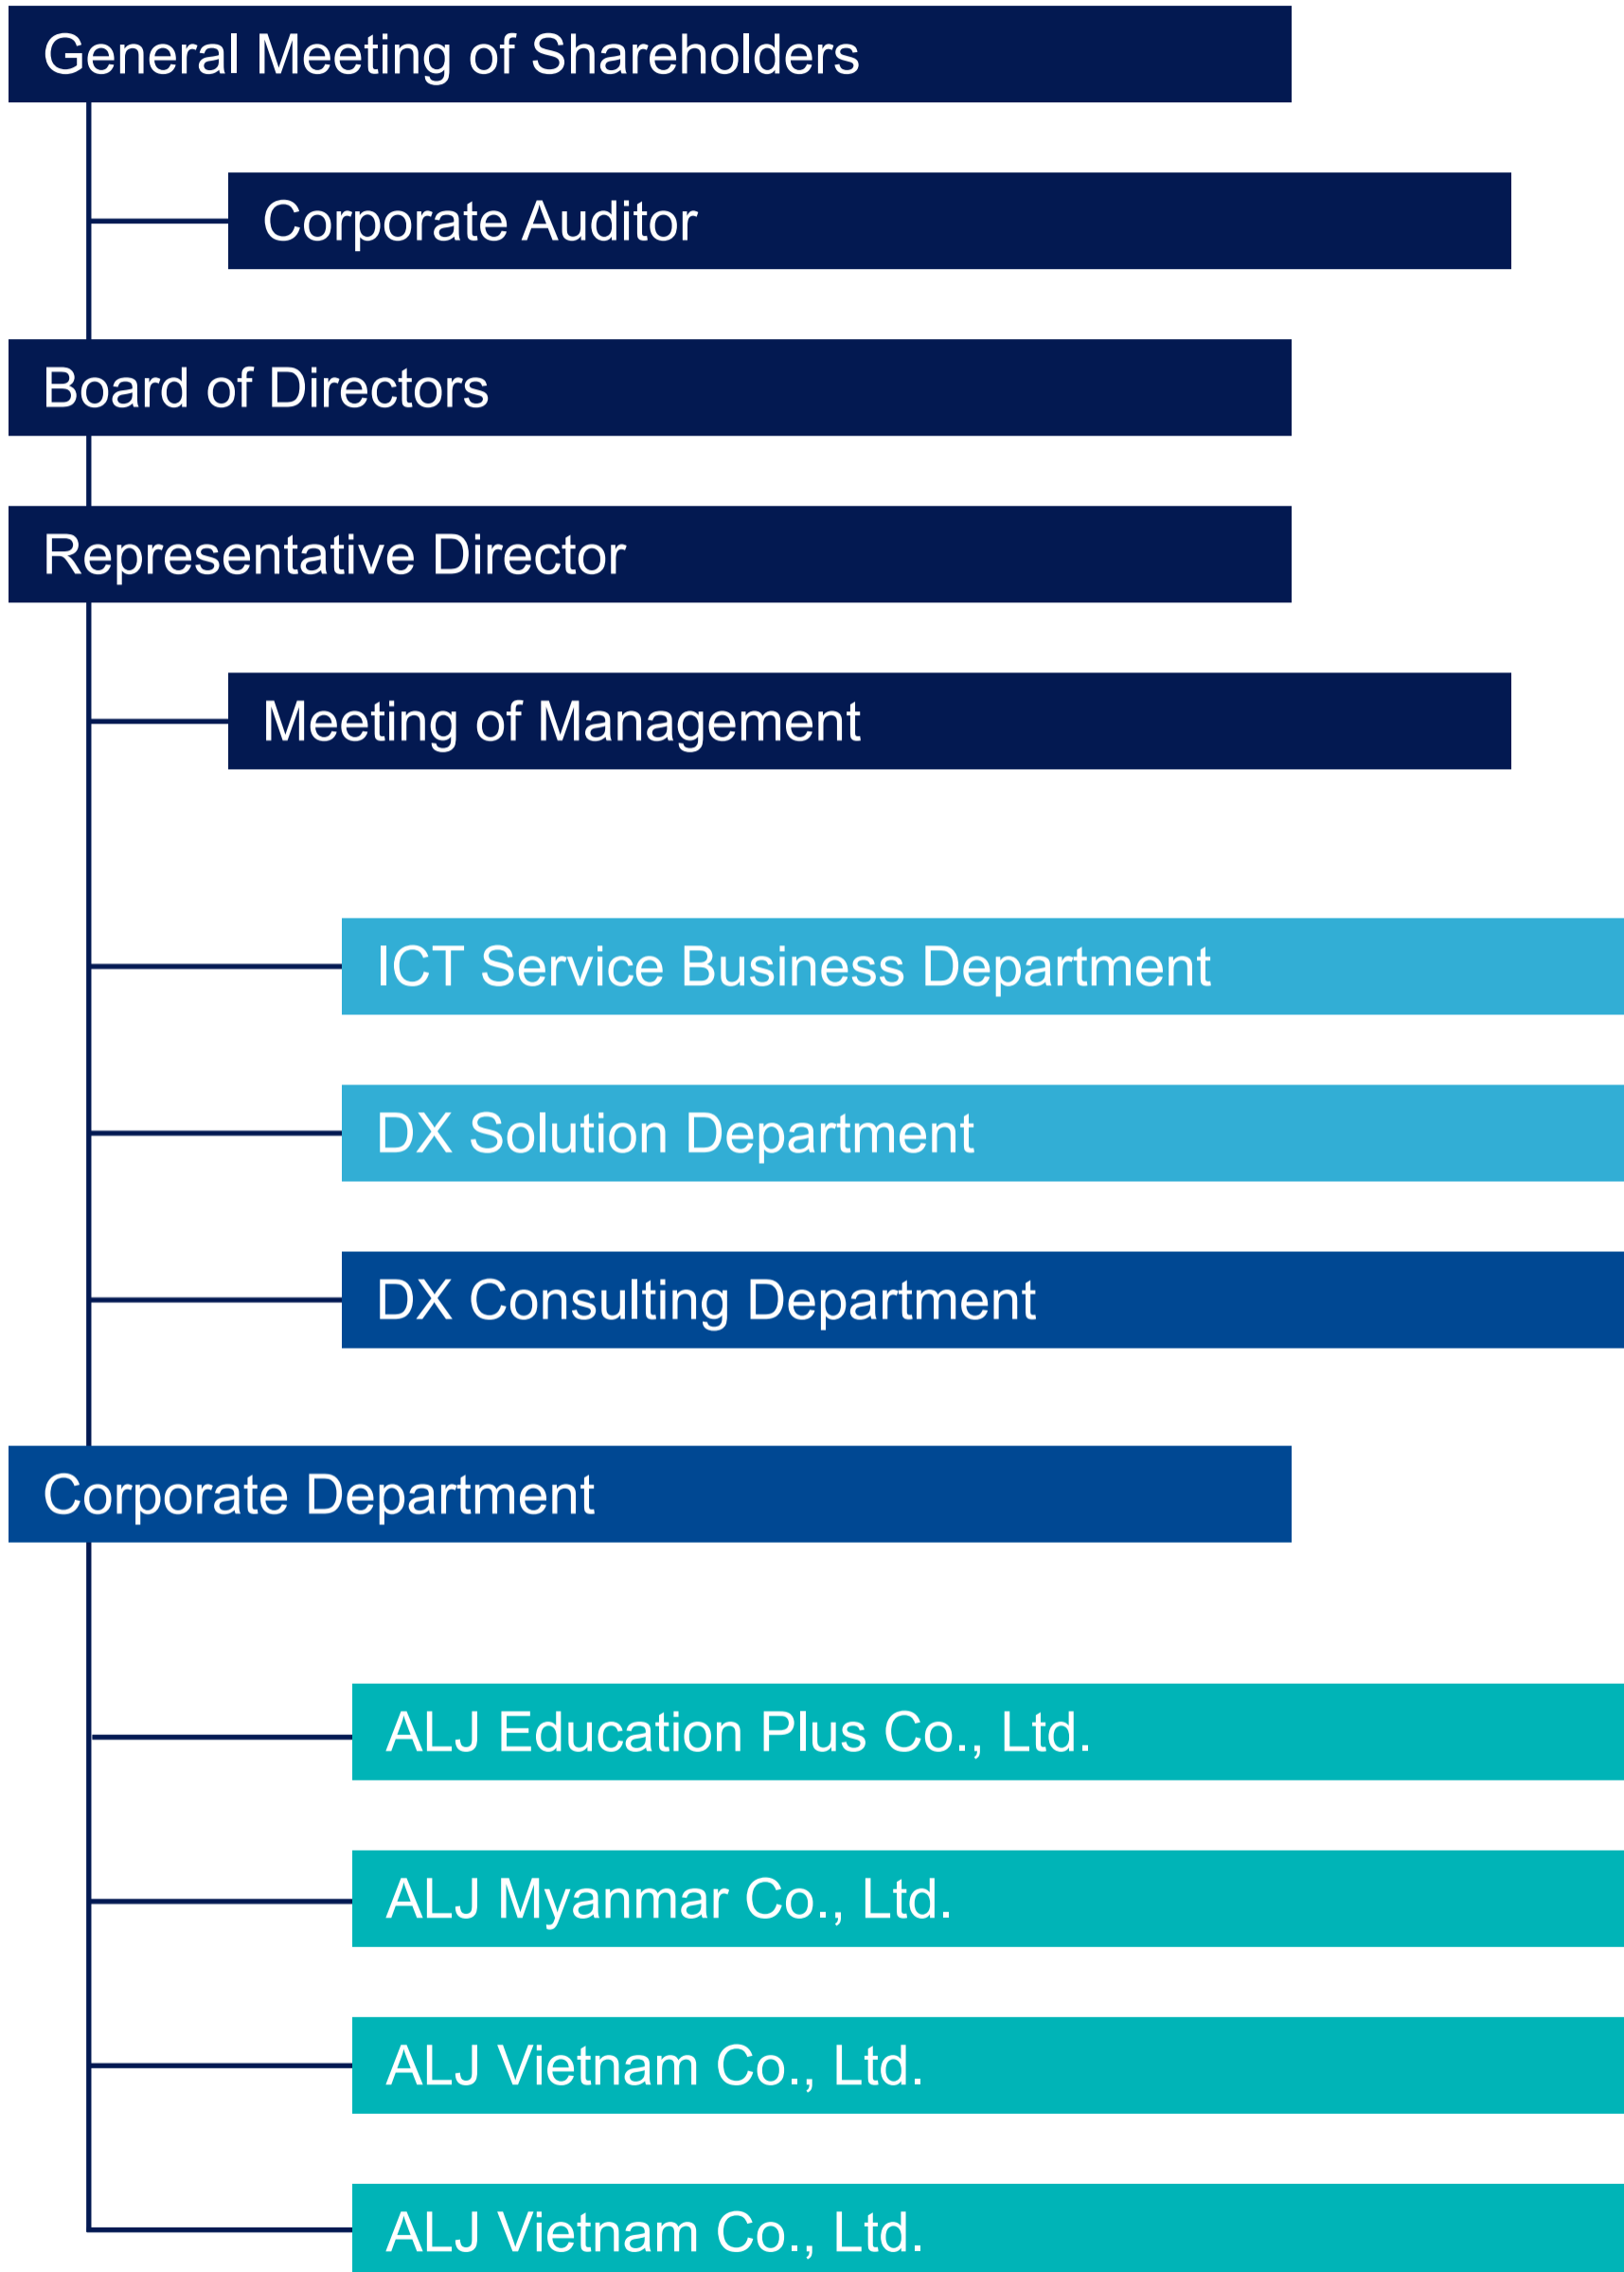 General Meeting of Shareholders
Corporate Auditor
Board of Directors
Representative Director
Meeting of Management
ICT Service Business Department
DX Solution Department
DX Consulting Department
Corporate Department
ALJ Education Plus Co., Ltd.
ALJ Myanmar Co., Ltd.
ALJ Vietnam Co., Ltd.
ALJ Vietnam Co., Ltd.